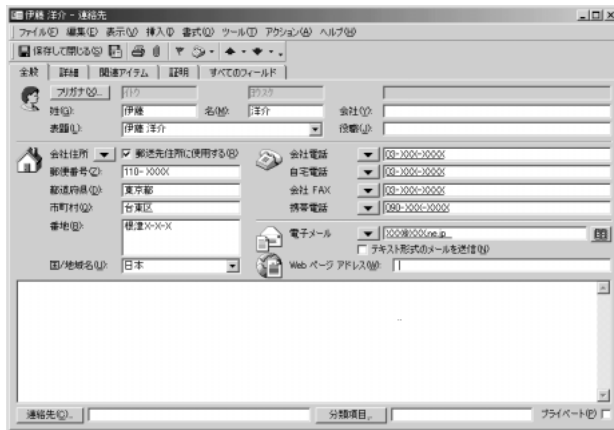 伊藤 洋介 - 連絡先
ファイル(F) 編集(E) 表示(V) 挿入(I) 書式(O) ツール(T) アクション(A) ヘルプ(H)
保存して閉じる(S)
全般 詳細 関連アイテム 証明 すべてのフィールド
フリガナ(X)... イトウ ヨウスケ
姓(G): 伊藤 名(M): 洋介 会社(Y):
表題(L): 伊藤 洋介 役職(J):
会社住所 郵送先住所に使用する(R) 会社電話 03-XXX-XXXX
郵便番号(Z): 110-XXXX 自宅電話 03-XXX-XXXX
都道府県(D): 東京都 会社 FAX 03-XXX-XXXX
市町村(Q): 台東区 携帯電話 090-XXX-XXXX
番地(B): 根津X-X-X 電子メール XXX@XXX.ne.jp
テキスト形式のメールを送信(N)
国/地域名(U): 日本 Web ページ アドレス(W):
連絡先(C)... 分類項目... プライベート(P)